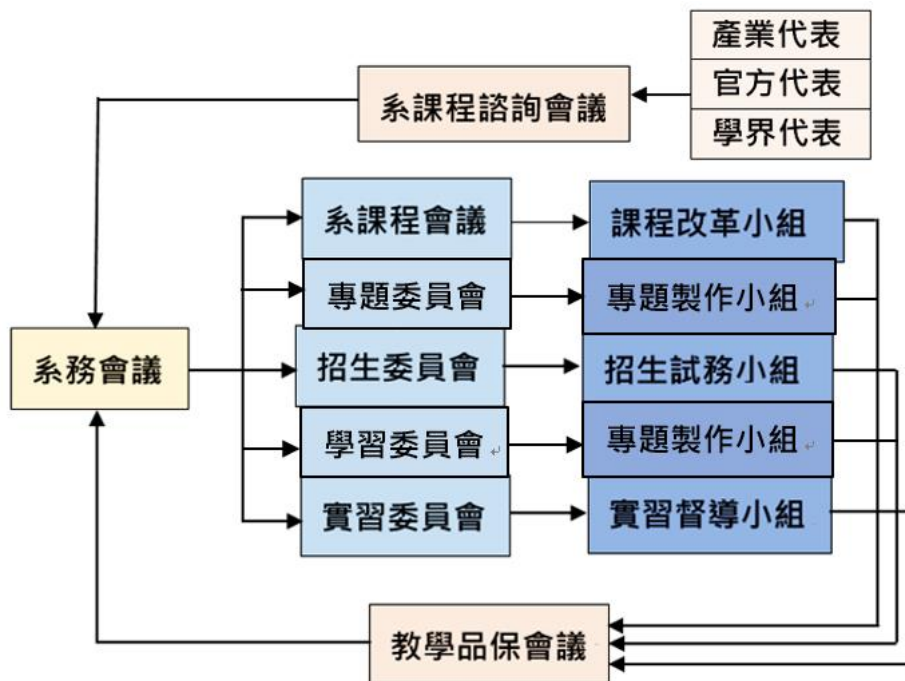 產業代表
官方代表
學界代表
系課程諮詢會議
系課程會議
課程改革小組
專題委員會
專題製作小組
系務會議
招生委員會
招生試務小組
學習委員會
專題製作小組
實習委員會
實習督導小組
教學品保會議